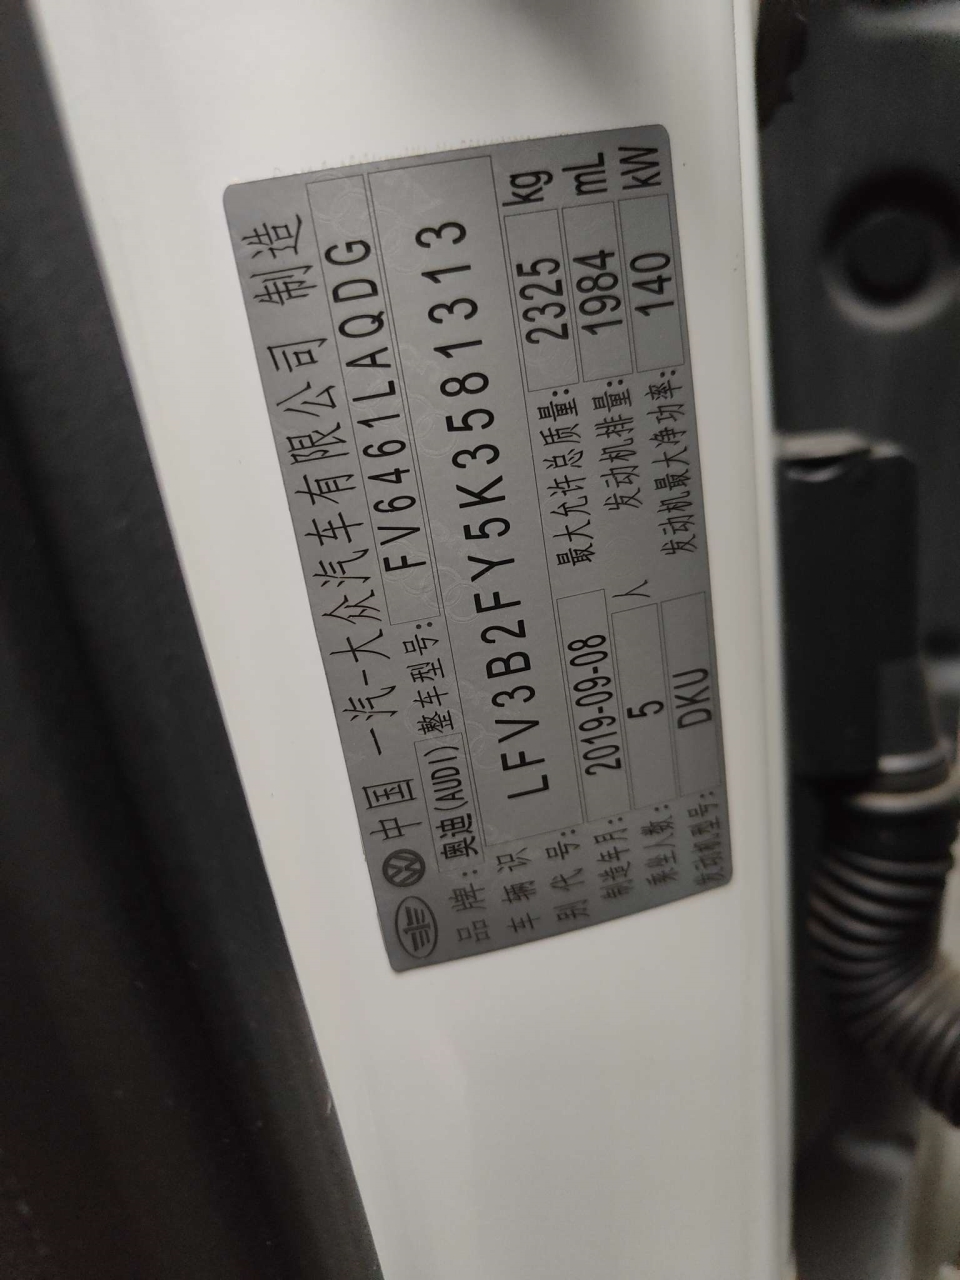 中国 一汽-大众汽车有限公司 制造
品牌: 奥迪(AUDI) 整车型号: FV6461LAQDG
车辆识别代号: LFV3B2FY5K3581313
制造年月: 2019-09-08 最大允许总质量: 2325 kg
乘坐人数: 5 人 发动机排量: 1984 mL
发动机型号: DKU 发动机最大净功率: 140 kW